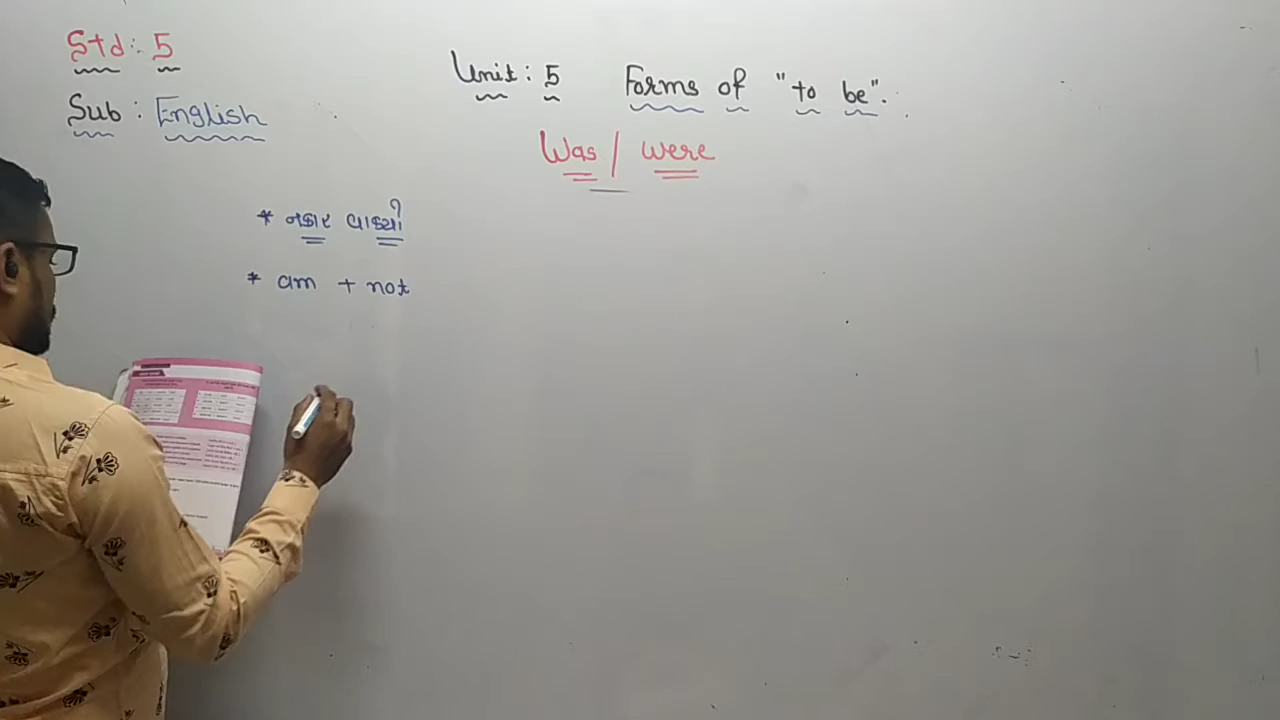 Std : 5
Sub : English
Unit : 5 Forms of "to be".
Was / were
* નકાર વાક્યો
* am + not